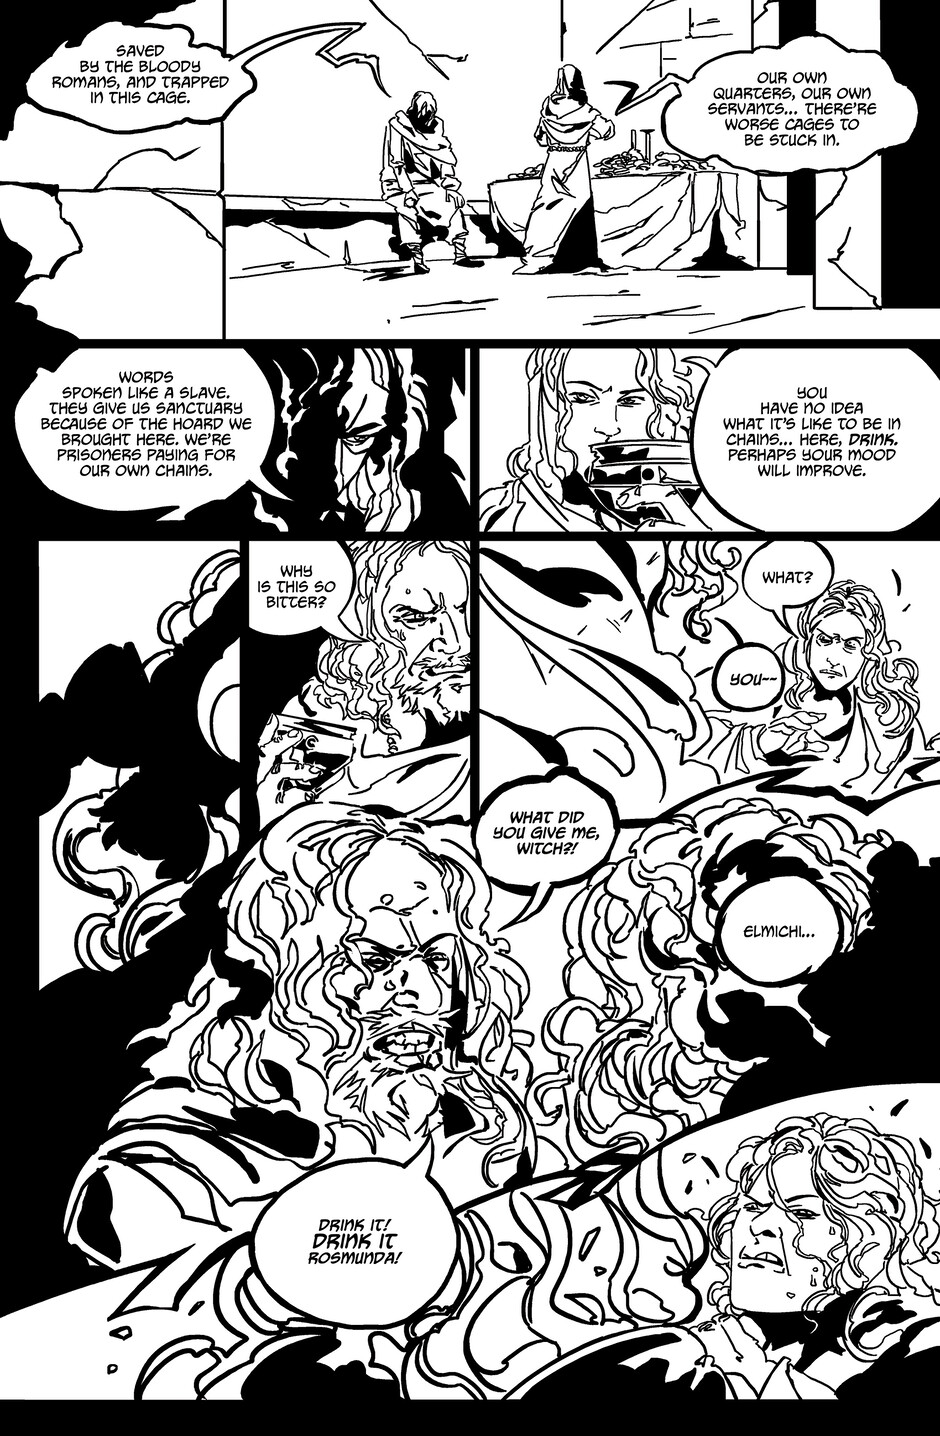 SAVED
BY THE BLOODY
ROMANS, AND TRAPPED
IN THIS CAGE.
OUR OWN
QUARTERS, OUR OWN
SERVANTS... THERE'RE
WORSE CAGES TO
BE STUCK IN.
WORDS
SPOKEN LIKE A SLAVE.
THEY GIVE US SANCTUARY
BECAUSE OF THE HOARD WE
BROUGHT HERE. WE'RE
PRISONERS PAYING FOR
OUR OWN CHAINS.
YOU
HAVE NO IDEA
WHAT IT'S LIKE TO BE IN
CHAINS... HERE, DRINK.
PERHAPS YOUR MOOD
WILL IMPROVE.
WHY
IS THIS SO
BITTER?
WHAT?
YOU--
WHAT DID
YOU GIVE ME,
WITCH?!
ELMICHI...
DRINK IT!
DRINK IT
ROSMUNDA!